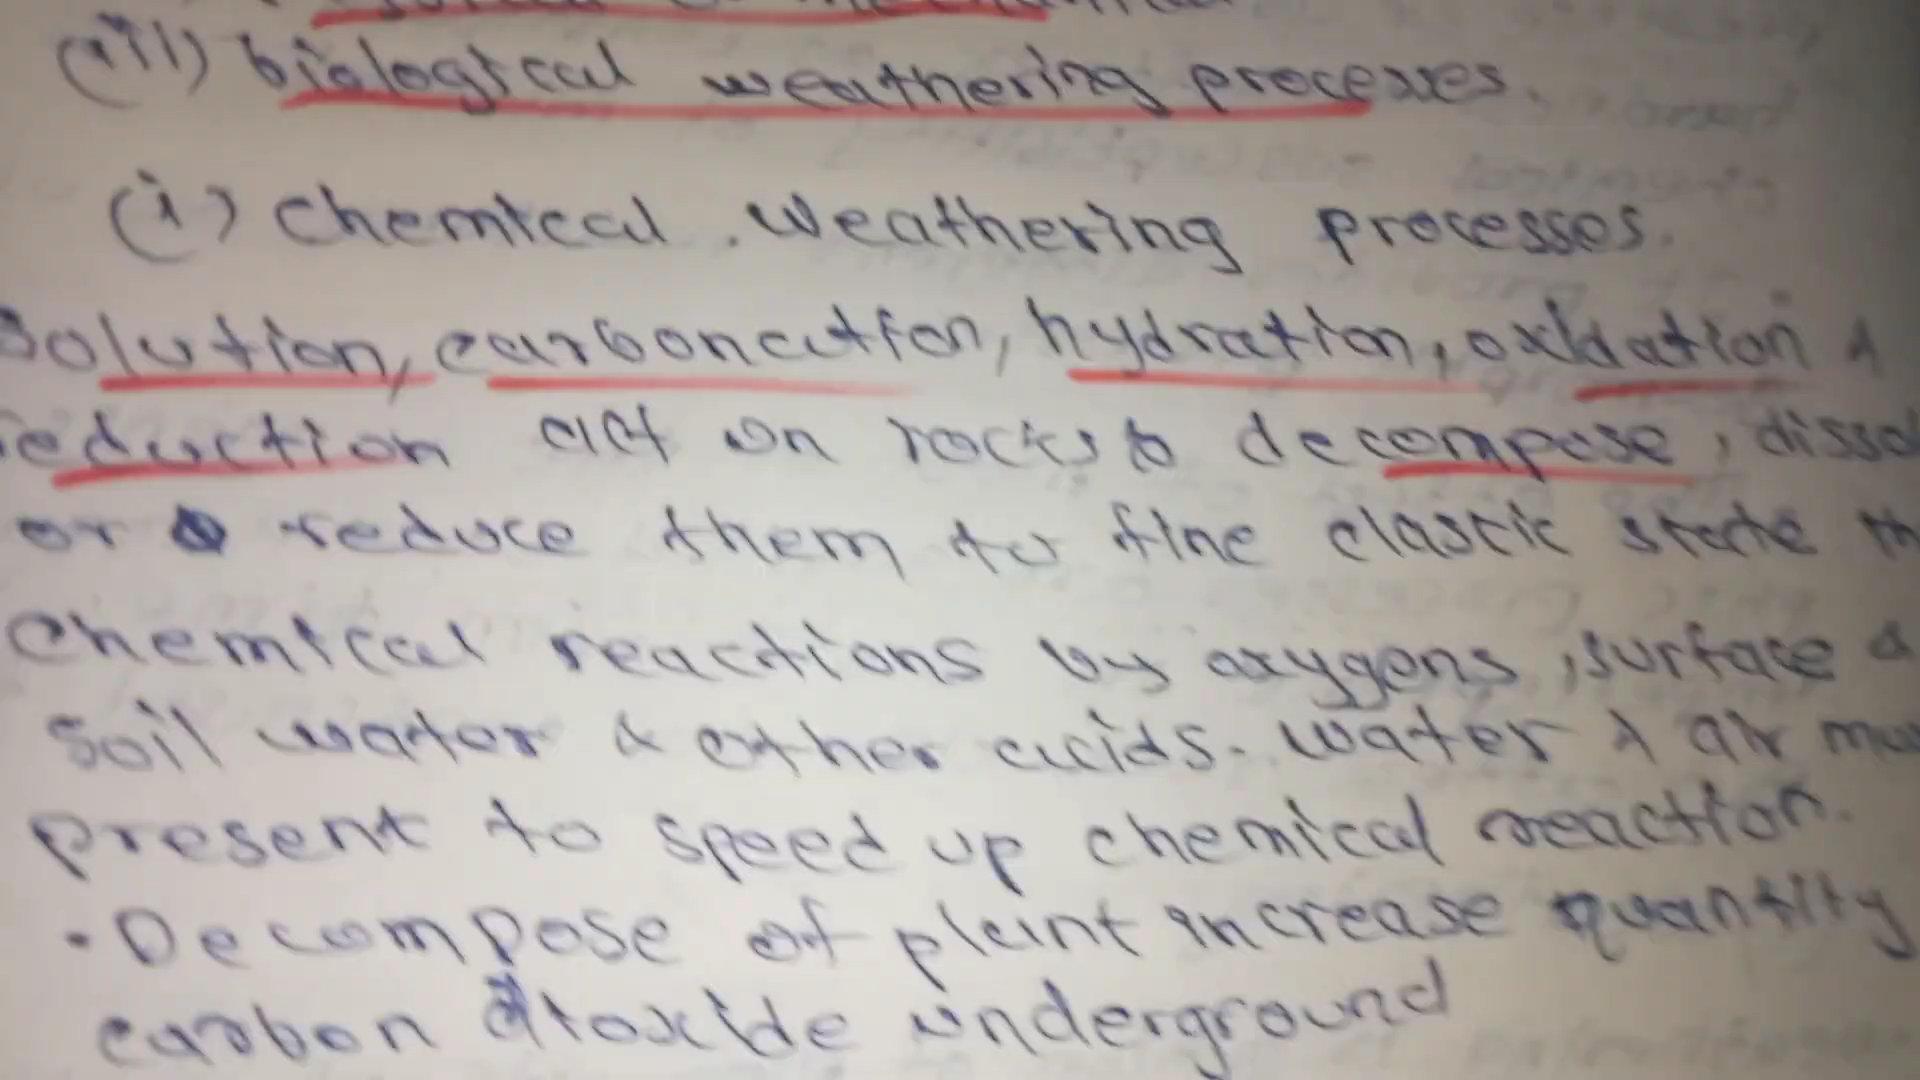 (iii) biological weathering processes.
(i) Chemical weathering processes.
Solution, carbonation, hydration, oxidation &
reduction act on rocks to decompose, dissol
or reduce them to fine clastic state th
Chemical reactions by oxygens, surface &
soil water & other acids. Water & air mus
present to speed up chemical reaction.
• Decompose of plant increase quantity
carbon dioxide underground